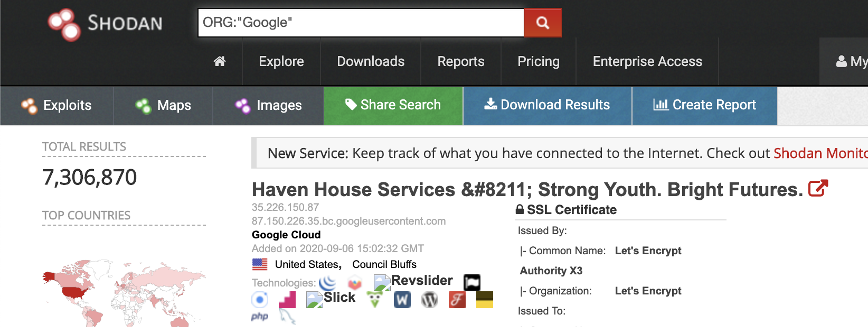 SHODAN
ORG:"Google"
Explore Downloads Reports Pricing Enterprise Access My
Exploits Maps Images Share Search Download Results Create Report
TOTAL RESULTS
7,306,870
TOP COUNTRIES
New Service: Keep track of what you have connected to the Internet. Check out Shodan Monito
Haven House Services &#8211; Strong Youth. Bright Futures.
35.226.150.87
87.150.226.35.bc.googleusercontent.com
Google Cloud
Added on 2020-09-06 15:02:32 GMT
United States, Council Bluffs
Technologies: Revslider
Slick
php
SSL Certificate
Issued By:
|- Common Name: Let's Encrypt
Authority X3
|- Organization: Let's Encrypt
Issued To: